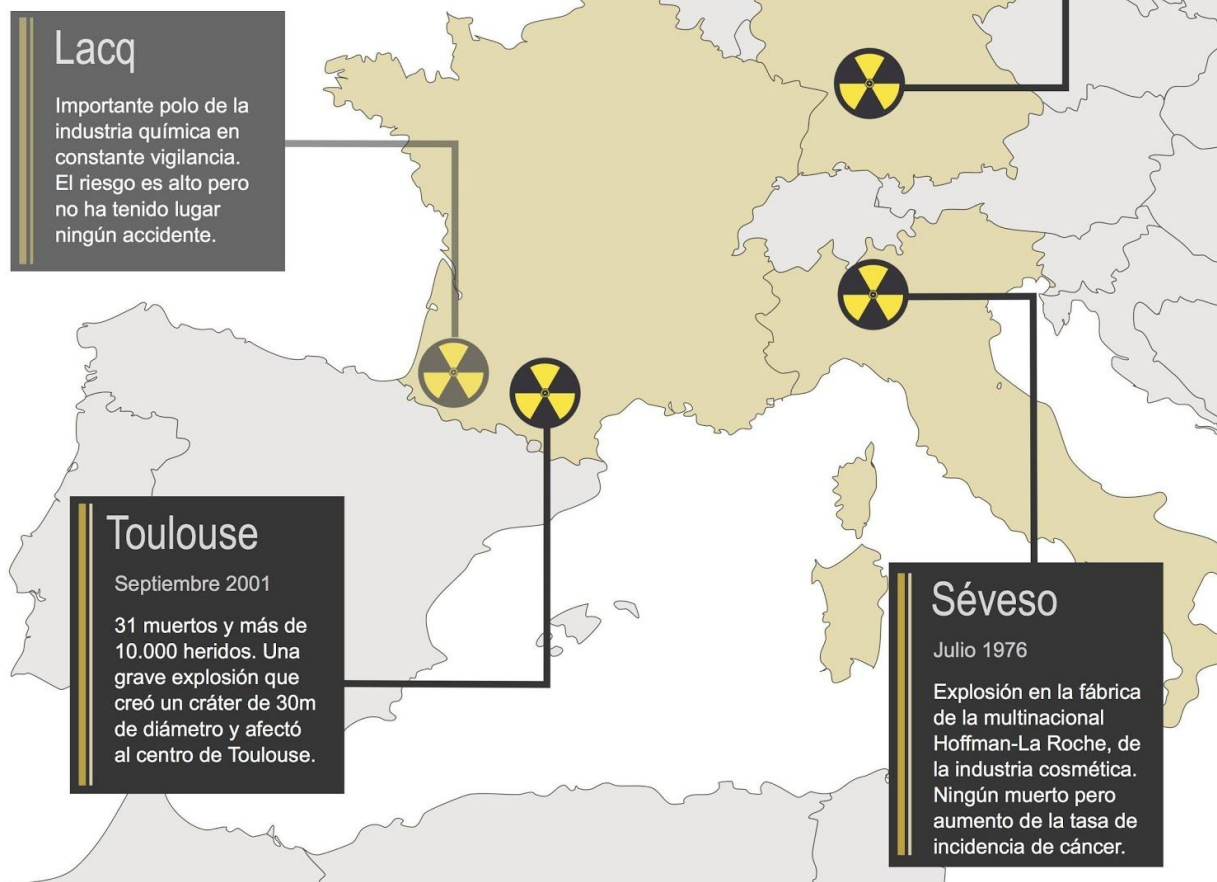 Lacq
Importante polo de la
industria química en
constante vigilancia.
El riesgo es alto pero
no ha tenido lugar
ningún accidente.
Toulouse
Septiembre 2001
31 muertos y más de
10.000 heridos. Una
grave explosión que
creó un cráter de 30m
de diámetro y afectó
al centro de Toulouse.
Séveso
Julio 1976
Explosión en la fábrica
de la multinacional
Hoffman-La Roche, de
la industria cosmética.
Ningún muerto pero
aumento de la tasa de
incidencia de cáncer.